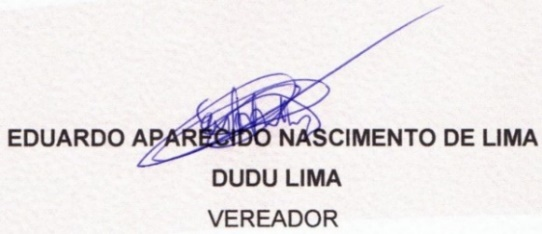 EDUARDO APARECIDO NASCIMENTO DE LIMA
DUDU LIMA
VEREADOR